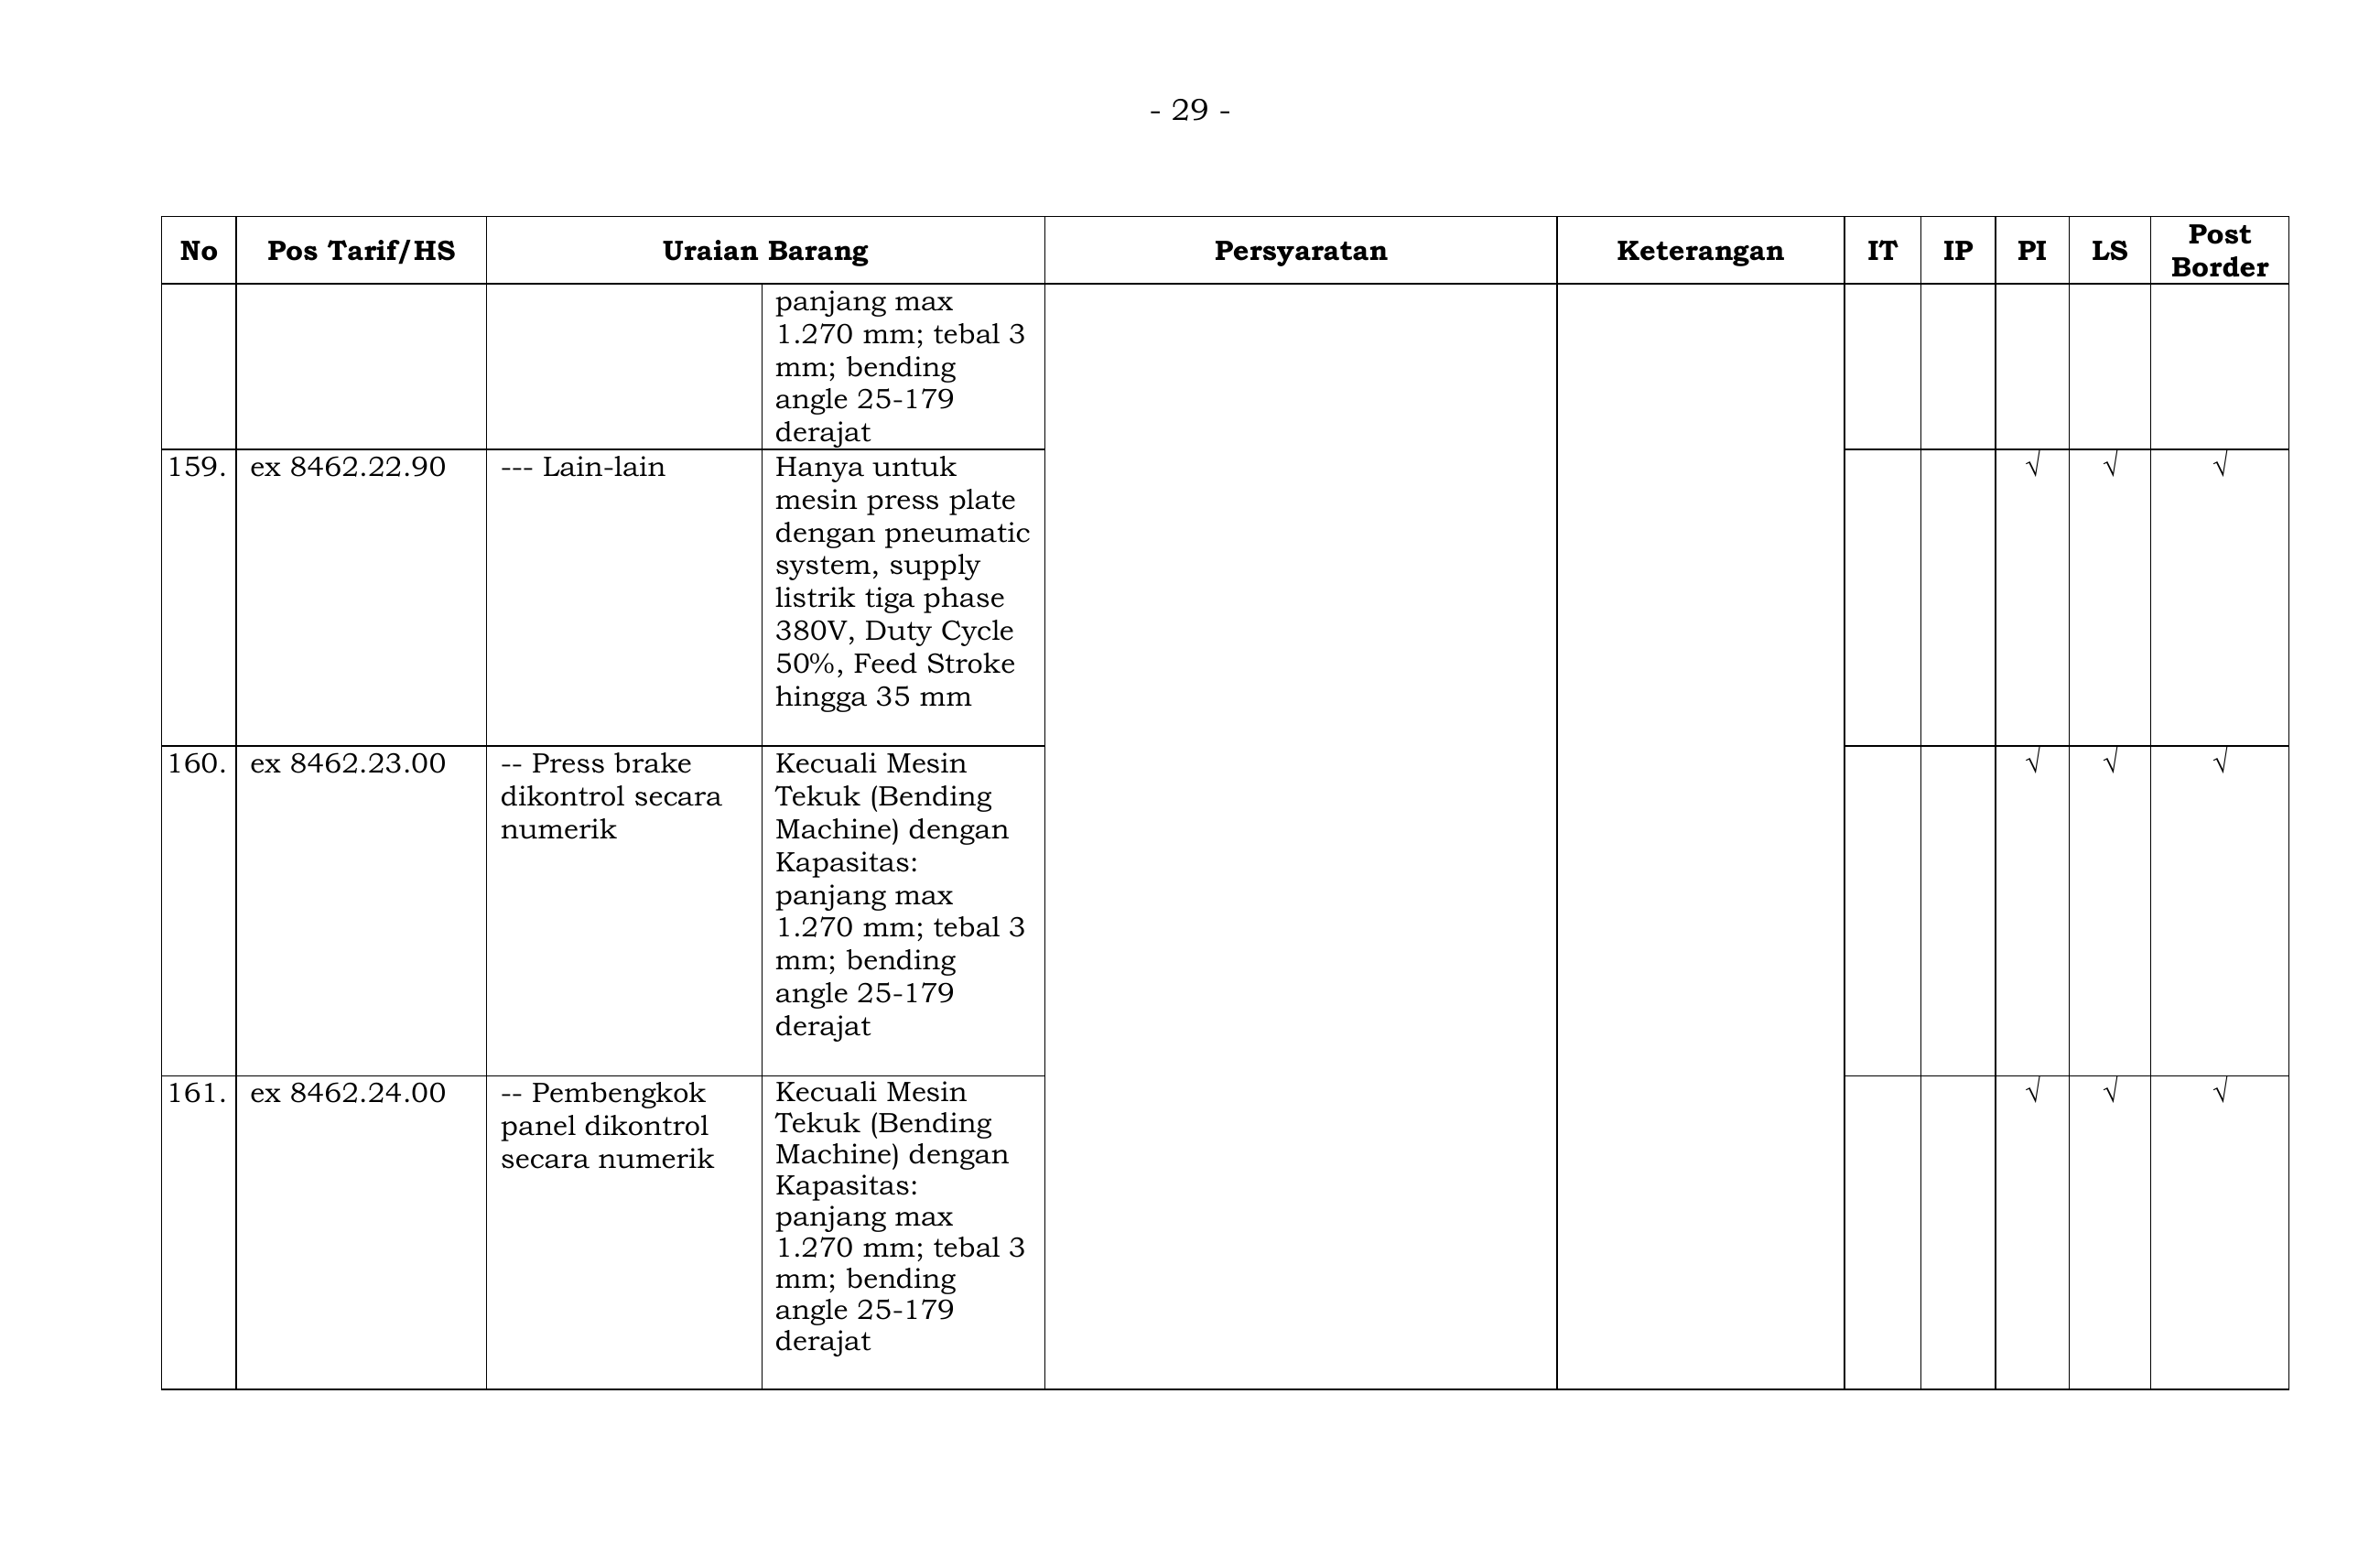 - 29 -
No Pos Tarif/HS Uraian Barang Persyaratan Keterangan IT IP PI LS Post Border
panjang max
1.270 mm; tebal 3
mm; bending
angle 25-179
derajat
159. ex 8462.22.90 --- Lain-lain Hanya untuk √ √ √
mesin press plate
dengan pneumatic
system, supply
listrik tiga phase
380V, Duty Cycle
50%, Feed Stroke
hingga 35 mm
160. ex 8462.23.00 -- Press brake Kecuali Mesin √ √ √
dikontrol secara Tekuk (Bending
numerik Machine) dengan
Kapasitas:
panjang max
1.270 mm; tebal 3
mm; bending
angle 25-179
derajat
161. ex 8462.24.00 -- Pembengkok Kecuali Mesin √ √ √
panel dikontrol Tekuk (Bending
secara numerik Machine) dengan
Kapasitas:
panjang max
1.270 mm; tebal 3
mm; bending
angle 25-179
derajat